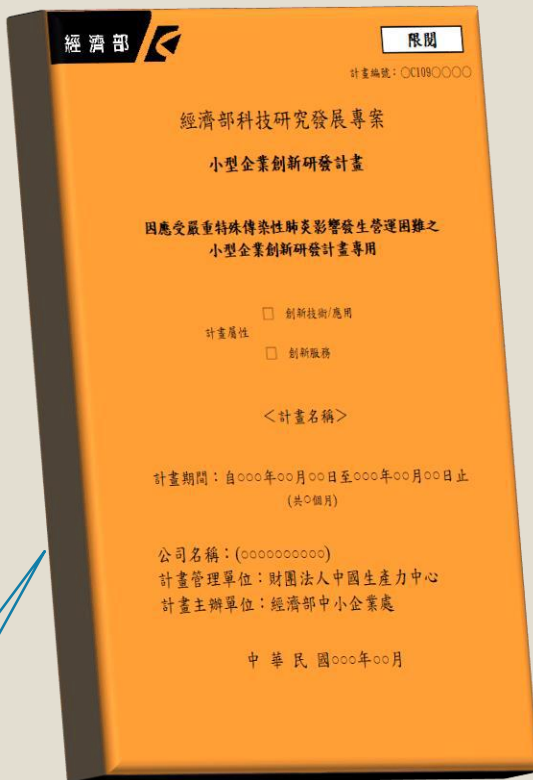 經濟部
限閱
計畫編號：○C109○○○○
經濟部科技研究發展專案
小型企業創新研發計畫
因應受嚴重特殊傳染性肺炎影響發生營運困難之
小型企業創新研發計畫專用
計畫屬性
□ 創新技術/應用
□ 創新服務
＜計畫名稱＞
計畫期間：自○○○年○○月○○日至○○○年○○月○○日止
(共○個月)
公司名稱：(○○○○○○○○○○)
計畫管理單位：財團法人中國生產力中心
計畫主辦單位：經濟部中小企業處
中 華 民 國○○○年○○月